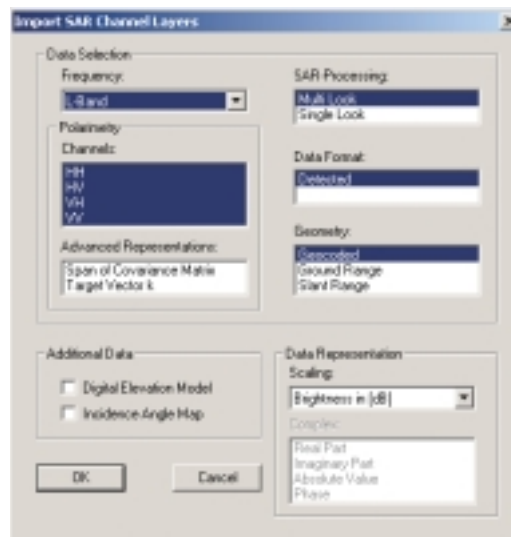 Import SAR Channel Layers
Data Selection
Frequency:
L-Band
Polarimetry
Channels:
HH
HV
VH
VV
Advanced Representations:
Span of Covariance Matrix
Target Vector k
SAR-Processing:
Multi Look
Single Look
Data Format:
Detected
Geometry:
Geocoded
Ground Range
Slant Range
Additional Data
Digital Elevation Model
Incidence Angle Map
OK
Cancel
Data Representation
Scaling:
Brightness in [dB]
Complex:
Real Part
Imaginary Part
Absolute Value
Phase